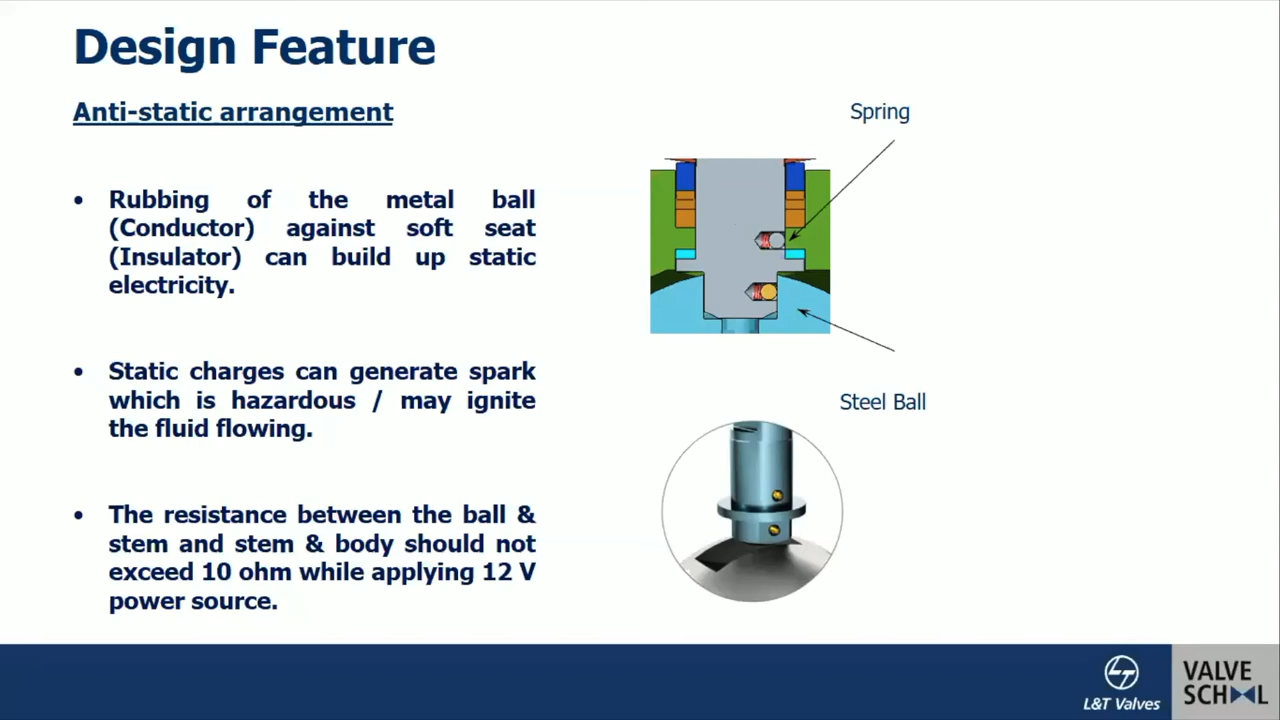 Design Feature
Anti-static arrangement
• Rubbing of the metal ball
(Conductor) against soft seat
(Insulator) can build up static
electricity.
• Static charges can generate spark
which is hazardous / may ignite
the fluid flowing.
• The resistance between the ball &
stem and stem & body should not
exceed 10 ohm while applying 12 V
power source.
Spring
Steel Ball
L&T Valves
VALVE
SCHOOL